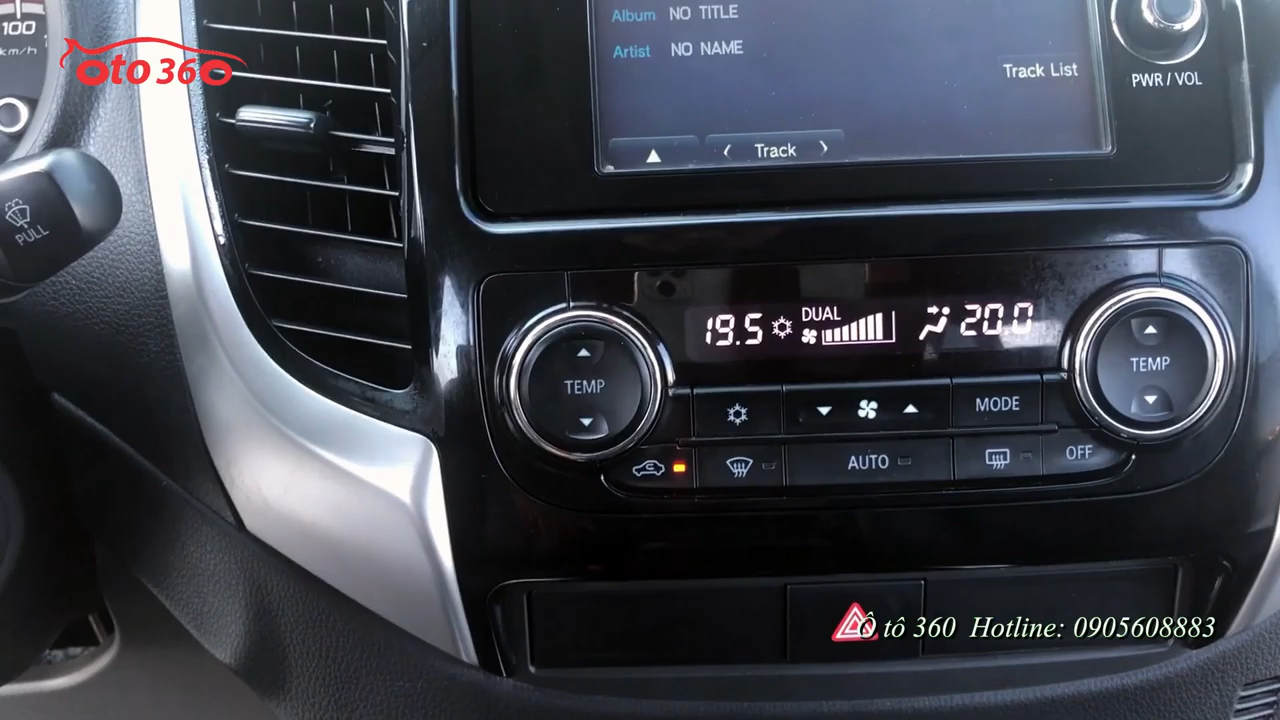 100
km/h
oto 360
Album NO TITLE
Artist NO NAME
Track List
PWR / VOL
Track
PULL
19.5
DUAL
20.0
TEMP
TEMP
MODE
AUTO
OFF
Ô tô 360 Hotline: 0905608883